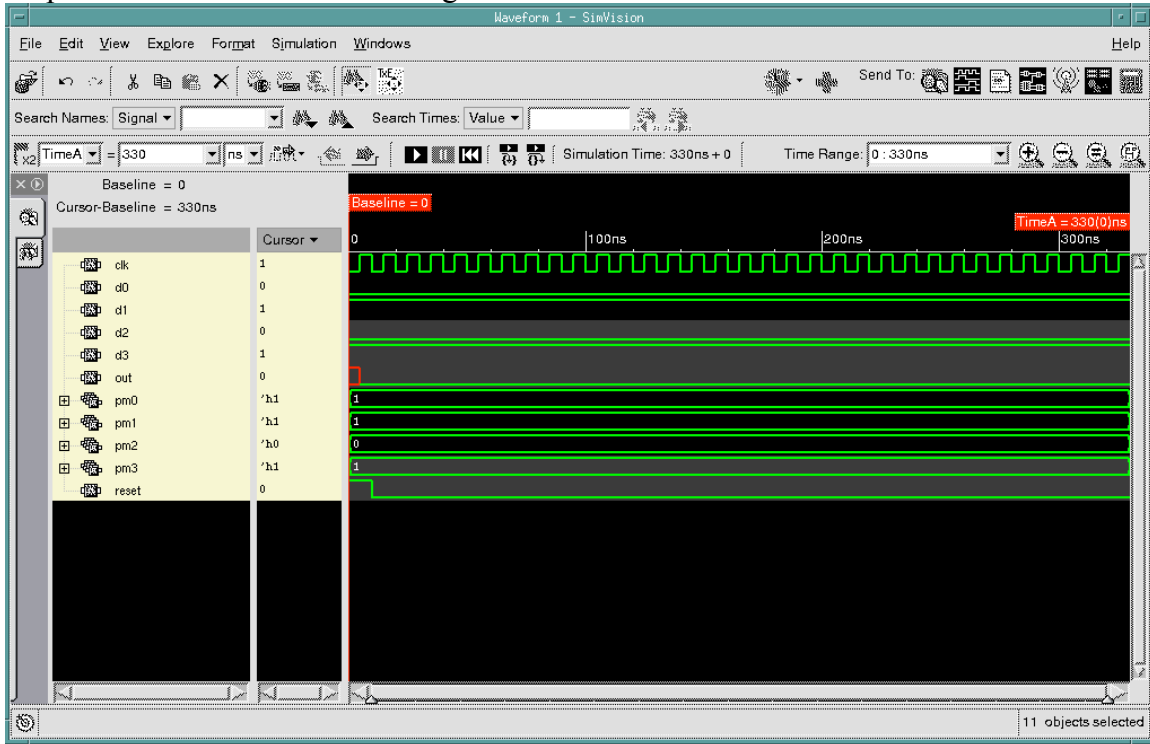 Waveform 1 - SimVision
File Edit View Explore Format Simulation Windows Help
TxE Send To:
Search Names: Signal Search Times: Value
x2 TimeA = 330 ns Simulation Time: 330ns + 0 Time Range: 0 : 330ns
Baseline = 0
Cursor-Baseline = 330ns
Baseline = 0
TimeA = 330(0)ns
Cursor 0 100ns 200ns 300ns
clk 1
d0 0
d1 1
d2 0
d3 1
out 0
pm0 'h1 1
pm1 'h1 1
pm2 'h0 0
pm3 'h1 1
reset 0
11 objects selected